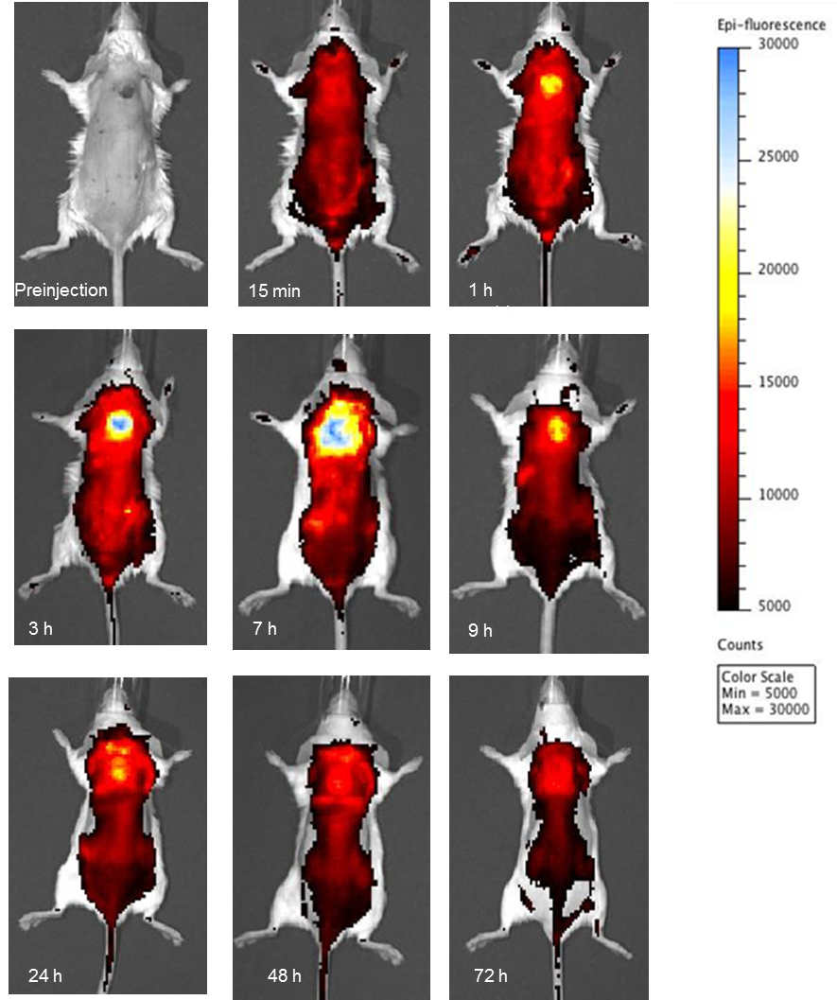 Epi-fluorescence
30000
25000
20000
15000
10000
5000
Counts
Color Scale
Min = 5000
Max = 30000
Preinjection
15 min
1 h
3 h
7 h
9 h
24 h
48 h
72 h